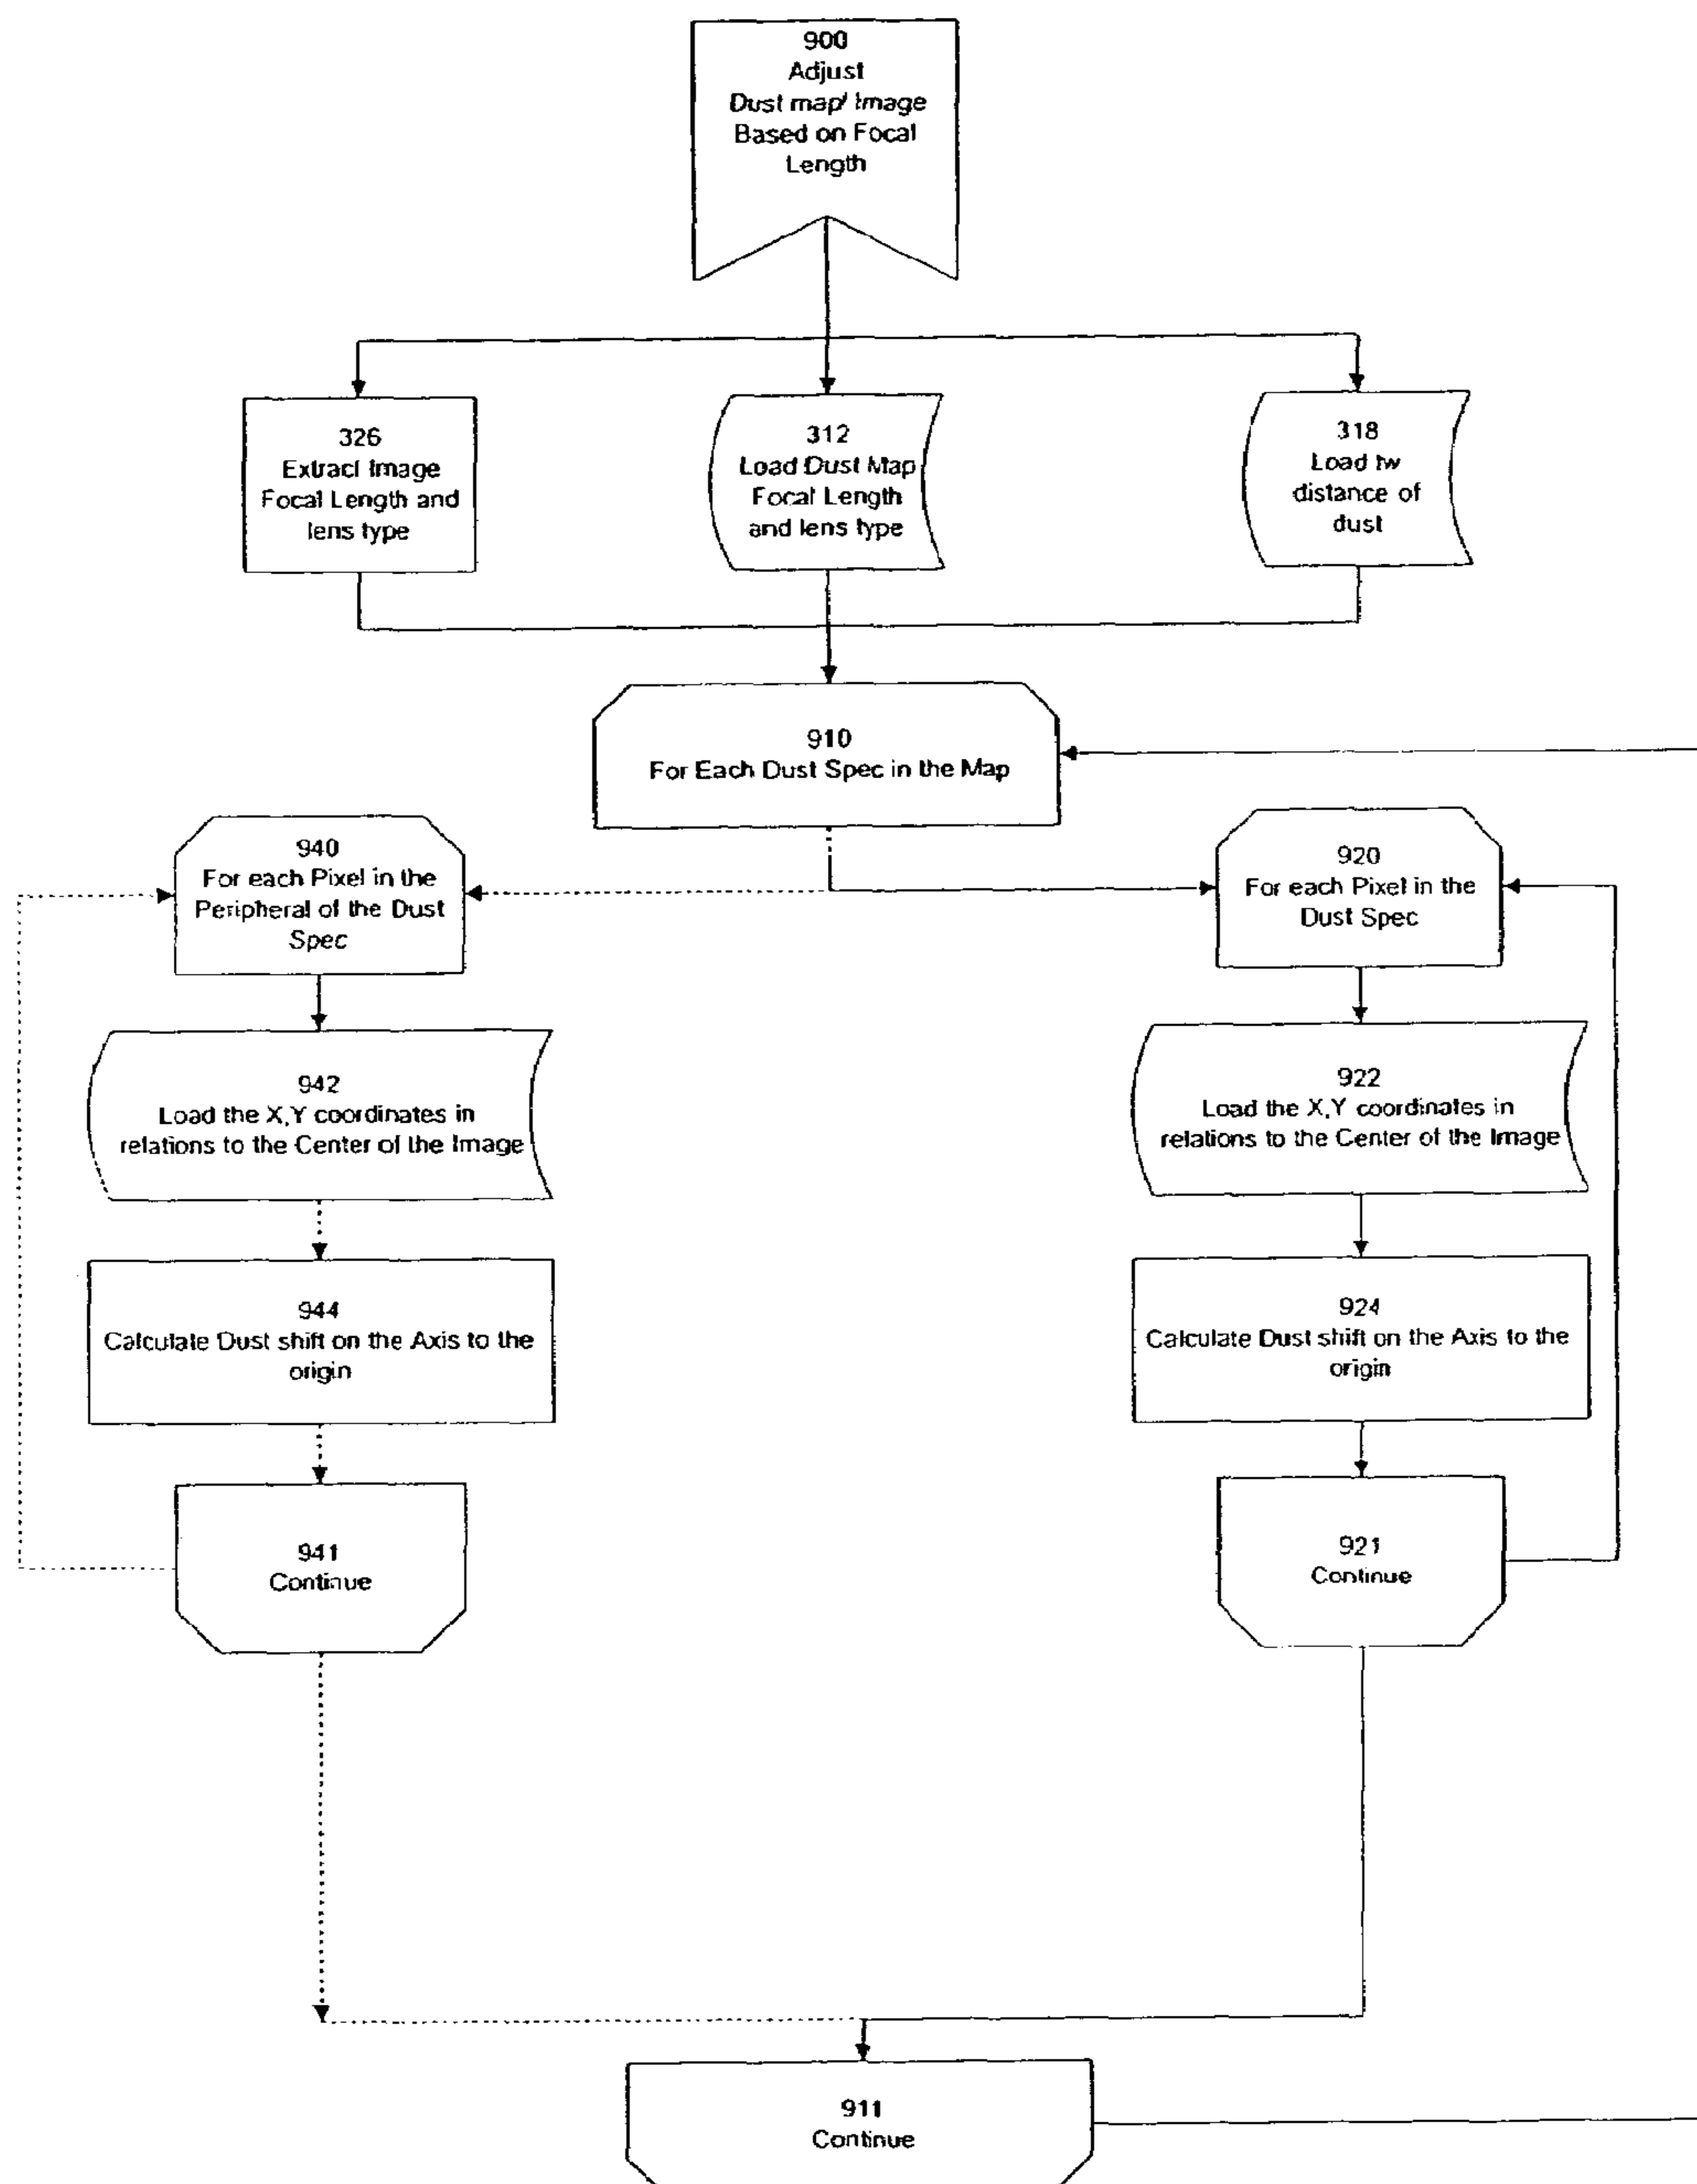 900
Adjust
Dust map/ Image
Based on Focal
Length
326
Extract Image
Focal Length and
lens type
312
Load Dust Map
Focal Length
and lens type
318
Load tw
distance of
dust
910
For Each Dust Spec in the Map
940
For each Pixel in the
Peripheral of the Dust
Spec
920
For each Pixel in the
Dust Spec
942
Load the X,Y coordinates in
relations to the Center of the Image
922
Load the X,Y coordinates in
relations to the Center of the Image
944
Calculate Dust shift on the Axis to the
origin
924
Calculate Dust shift on the Axis to the
origin
941
Continue
921
Continue
911
Continue